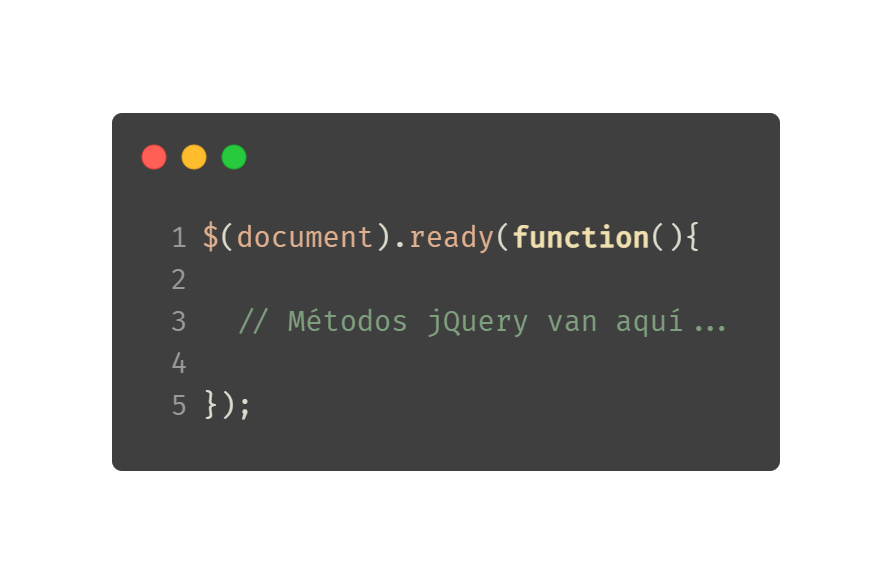 1 $(document).ready(function(){
2
3 // Métodos jQuery van aquí...
4
5 });